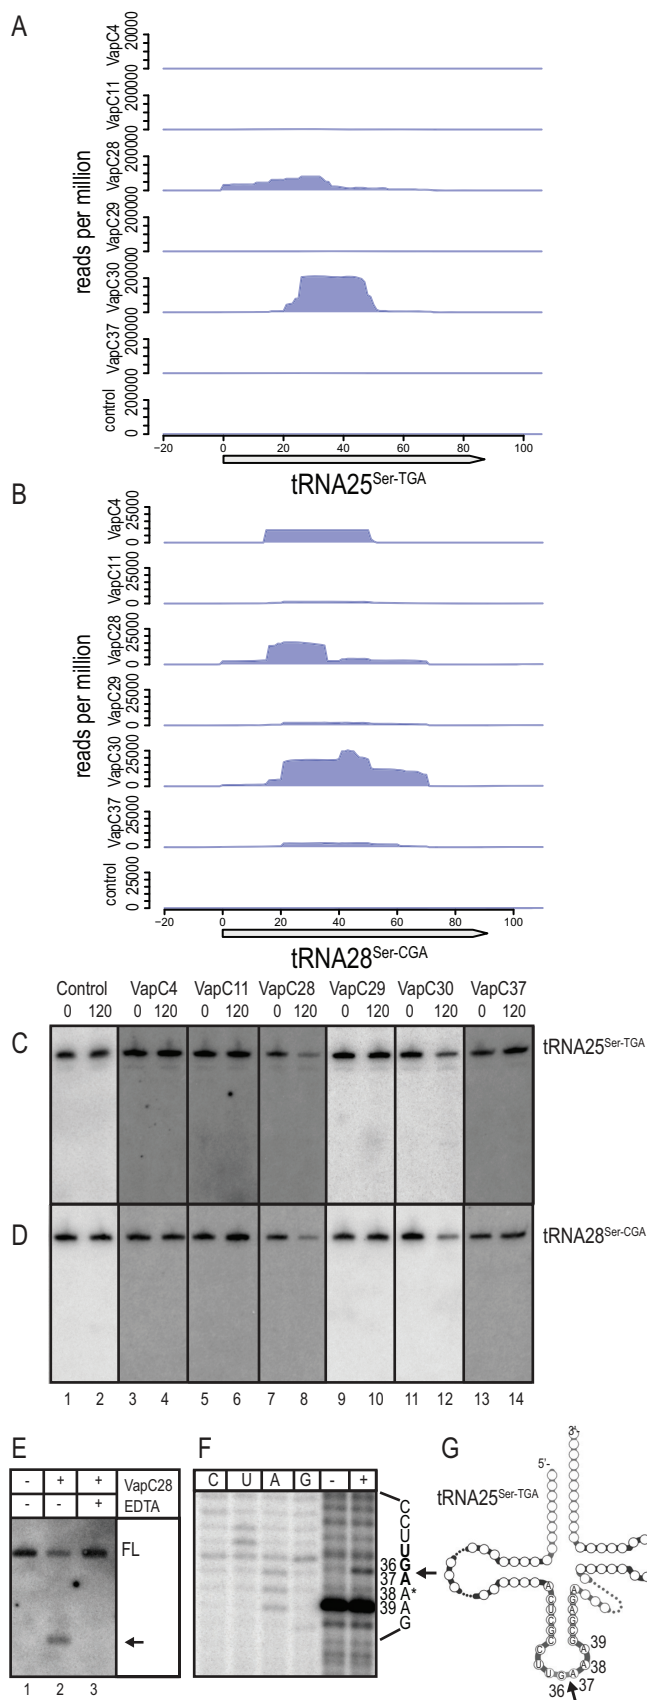 A
VapC4
0 20000
VapC11
0 200000
VapC28
0 200000
VapC29
0 200000
VapC30
0 200000
VapC37
0 200000
control
0 200000
reads per million
−20 0 20 40 60 80 100
tRNA25Ser-TGA
B
VapC4
0 25000
VapC11
0 25000
VapC28
0 25000
VapC29
0 25000
VapC30
0 25000
VapC37
0 25000
control
0 25000
reads per million
−20 0 20 40 60 80 100
tRNA28Ser-CGA
Control VapC4 VapC11 VapC28 VapC29 VapC30 VapC37
0 120 0 120 0 120 0 120 0 120 0 120 0 120
C
tRNA25Ser-TGA
D
tRNA28Ser-CGA
1 2 3 4 5 6 7 8 9 10 11 12 13 14
E
- + + VapC28
- - + EDTA
FL
1 2 3
F
C U A G - +
C
C
U
U
36 G
37 A
38 A*
39 A
G
G
tRNA25Ser-TGA
5'-
3'-
A
C
U
C
G
C
C
U
U
G
A
A
A
A
G
C
G
A
G
A
36
37
38
39